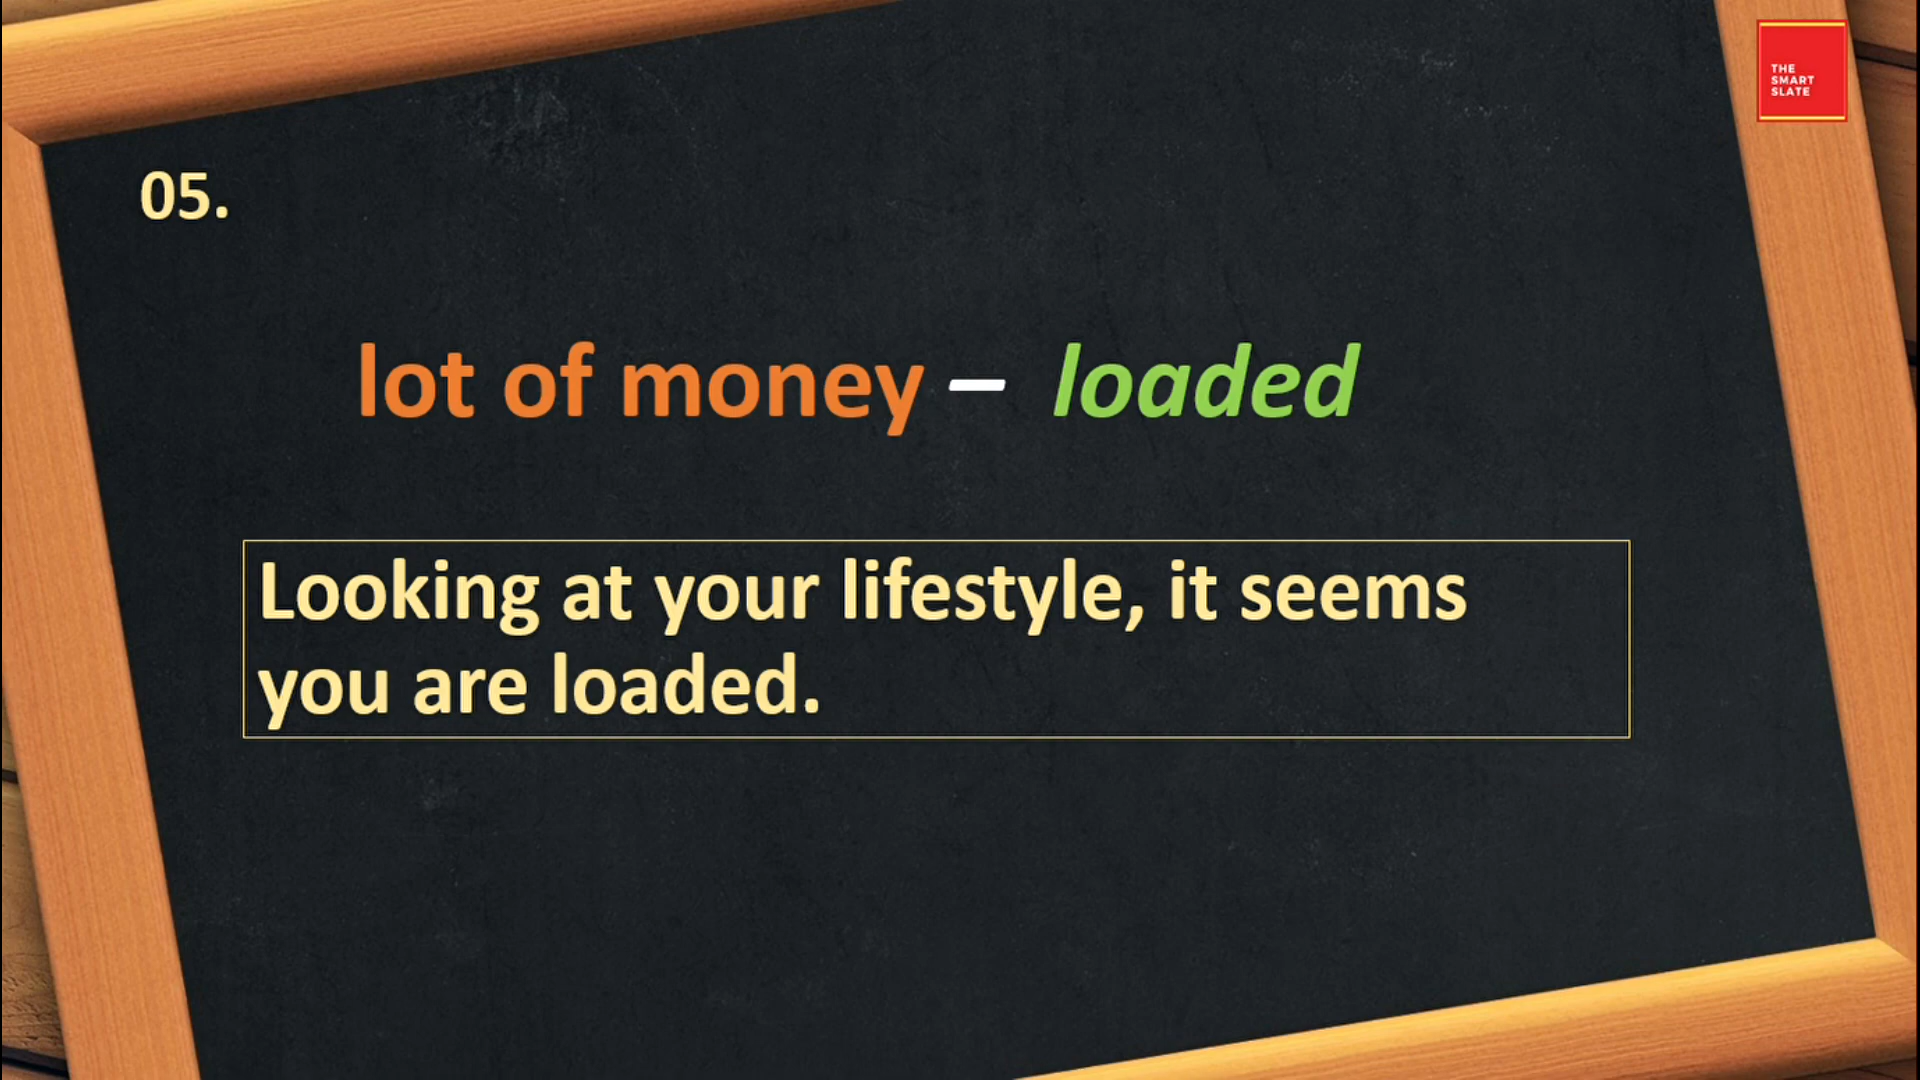 THE
SMART
SLATE
05.
lot of money – loaded
Looking at your lifestyle, it seems
you are loaded.